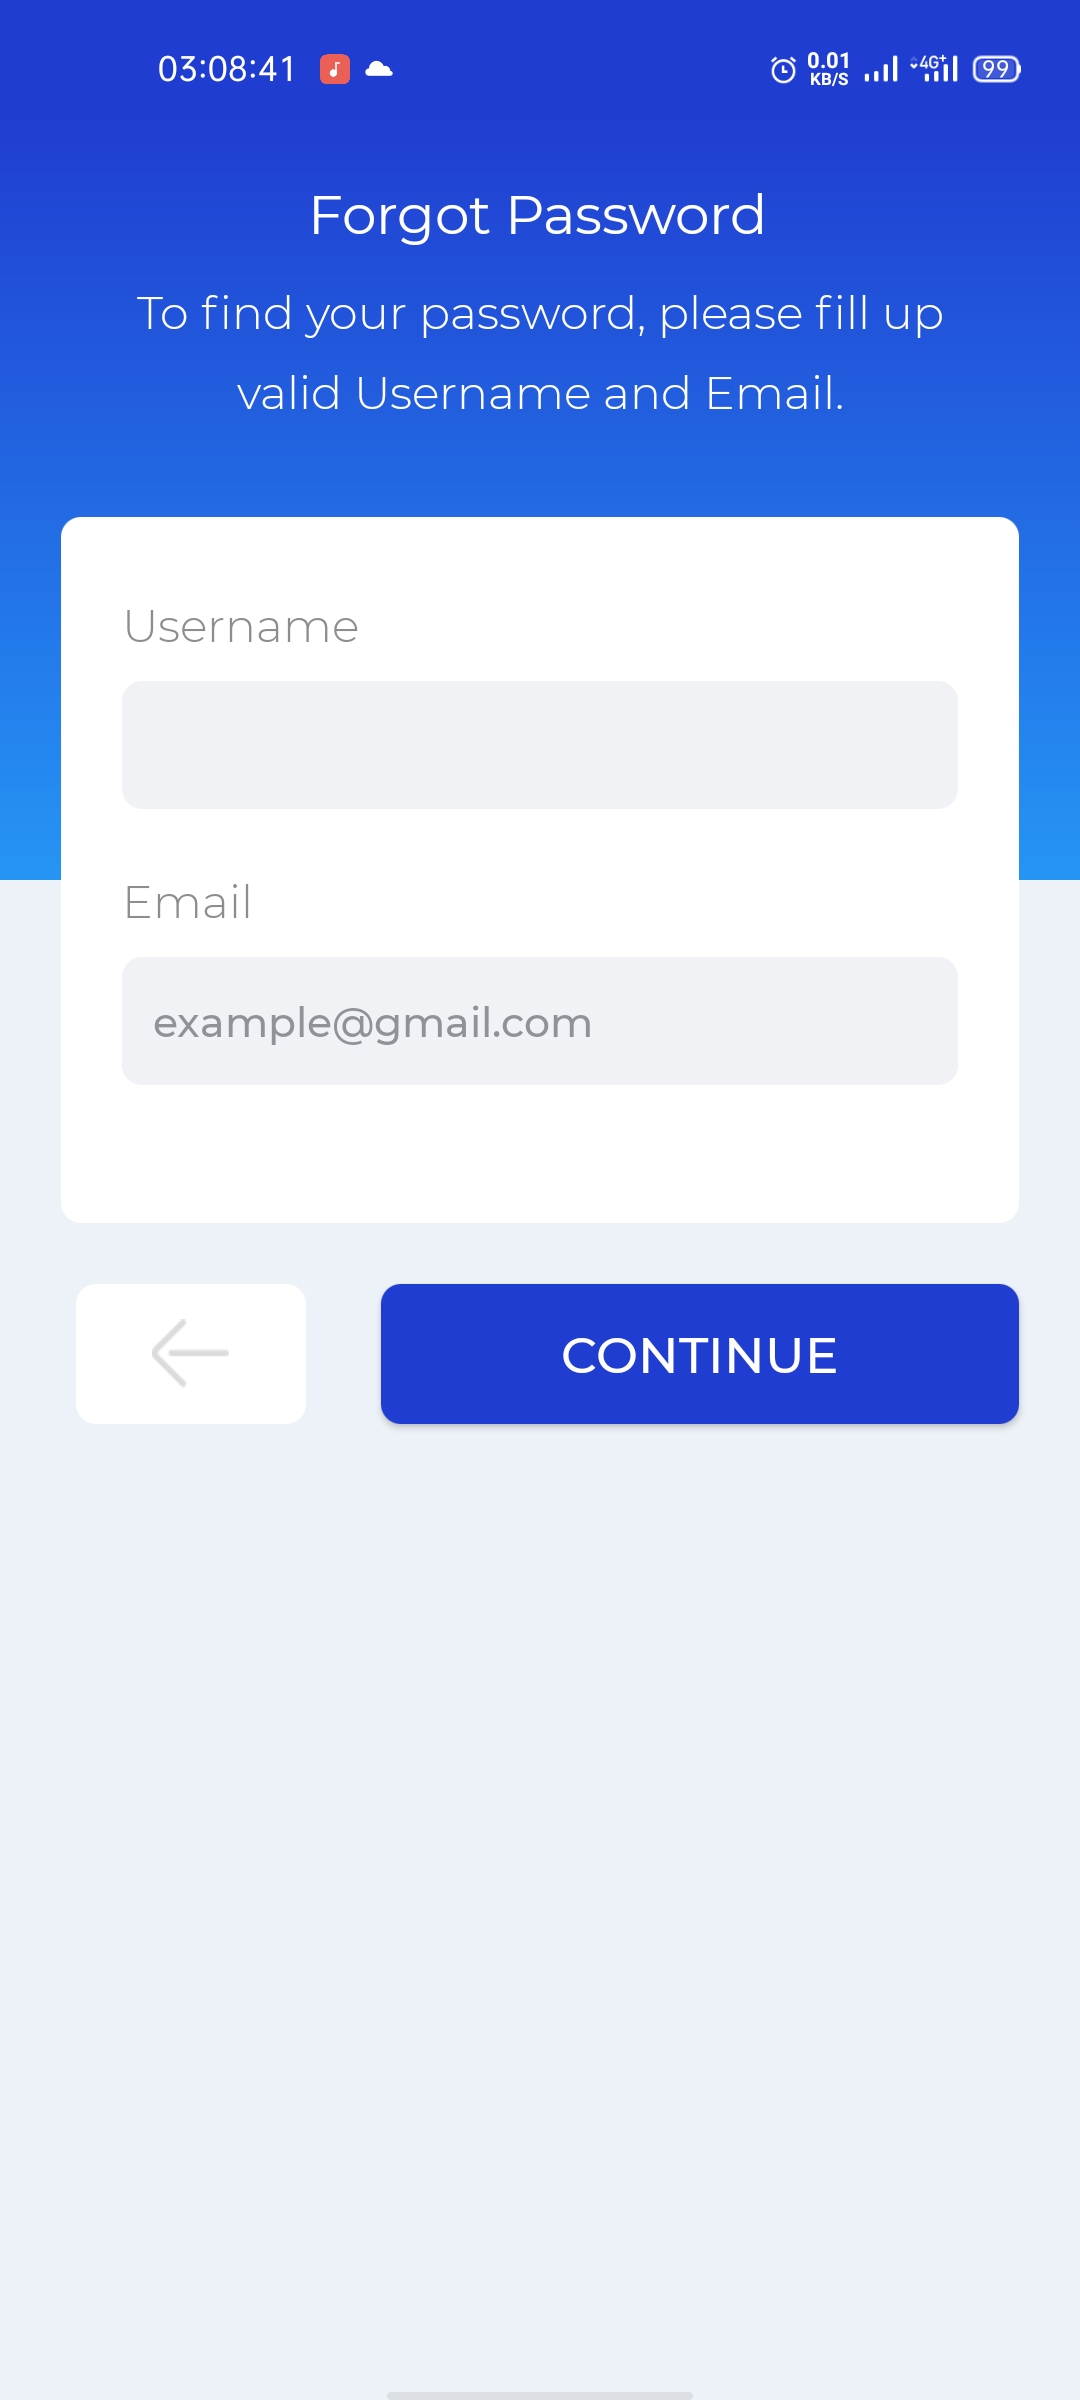 03:08:41
0.01
KB/S
4G+
99
Forgot Password
To find your password, please fill up
valid Username and Email.
Username
Email
example@gmail.com
CONTINUE